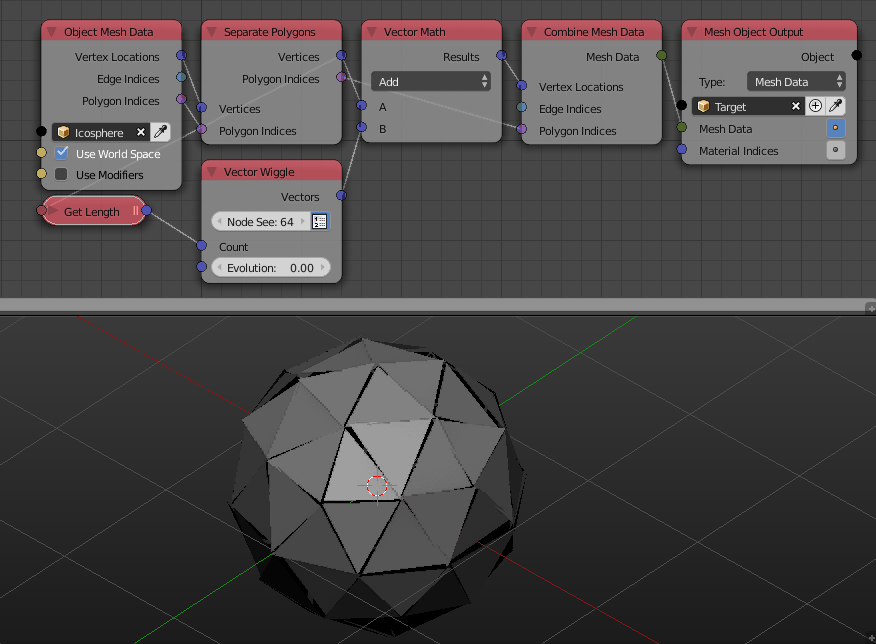 Object Mesh Data
Vertex Locations
Edge Indices
Polygon Indices
Icosphere
Use World Space
Use Modifiers
Get Length
Separate Polygons
Vertices
Polygon Indices
Vertices
Polygon Indices
Vector Wiggle
Vectors
Node See: 64
Count
Evolution: 0.00
Vector Math
Results
Add
A
B
Combine Mesh Data
Mesh Data
Vertex Locations
Edge Indices
Polygon Indices
Mesh Object Output
Object
Type: Mesh Data
Target
Mesh Data
Material Indices